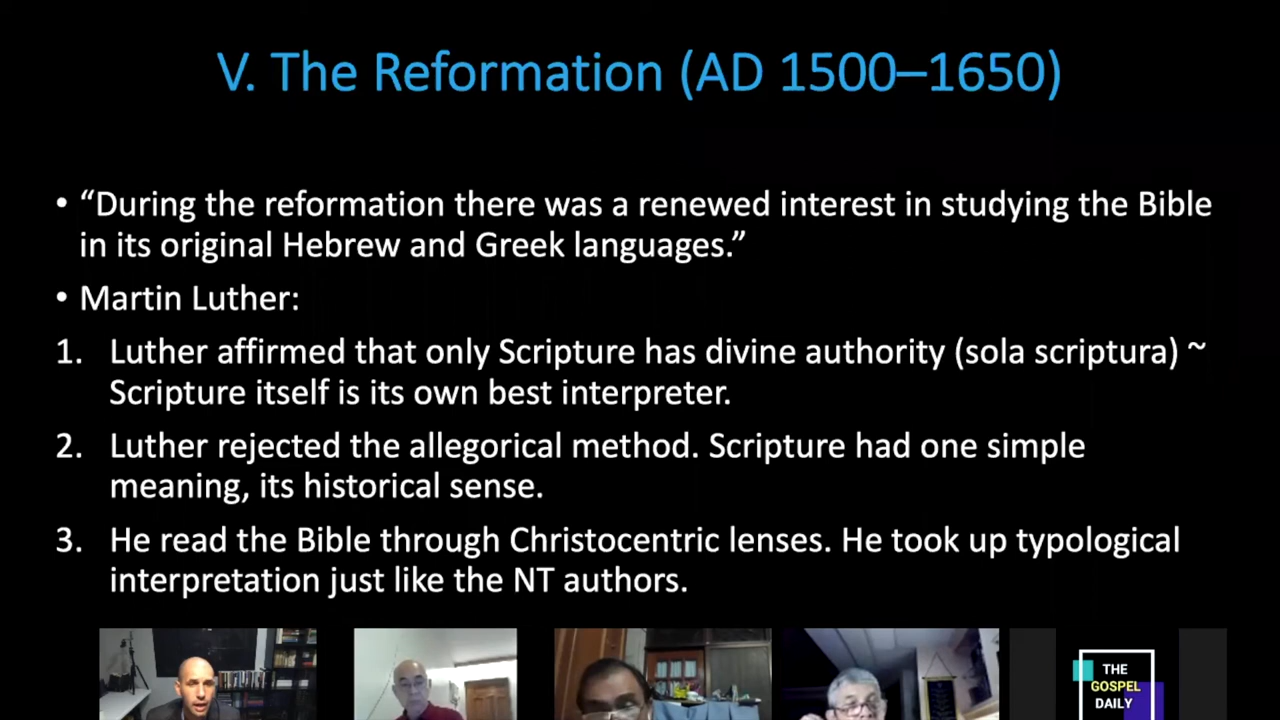 V. The Reformation (AD 1500–1650)
• “During the reformation there was a renewed interest in studying the Bible
in its original Hebrew and Greek languages.”
• Martin Luther:
1. Luther affirmed that only Scripture has divine authority (sola scriptura) ~
Scripture itself is its own best interpreter.
2. Luther rejected the allegorical method. Scripture had one simple
meaning, its historical sense.
3. He read the Bible through Christocentric lenses. He took up typological
interpretation just like the NT authors.
THE
GOSPEL
DAILY